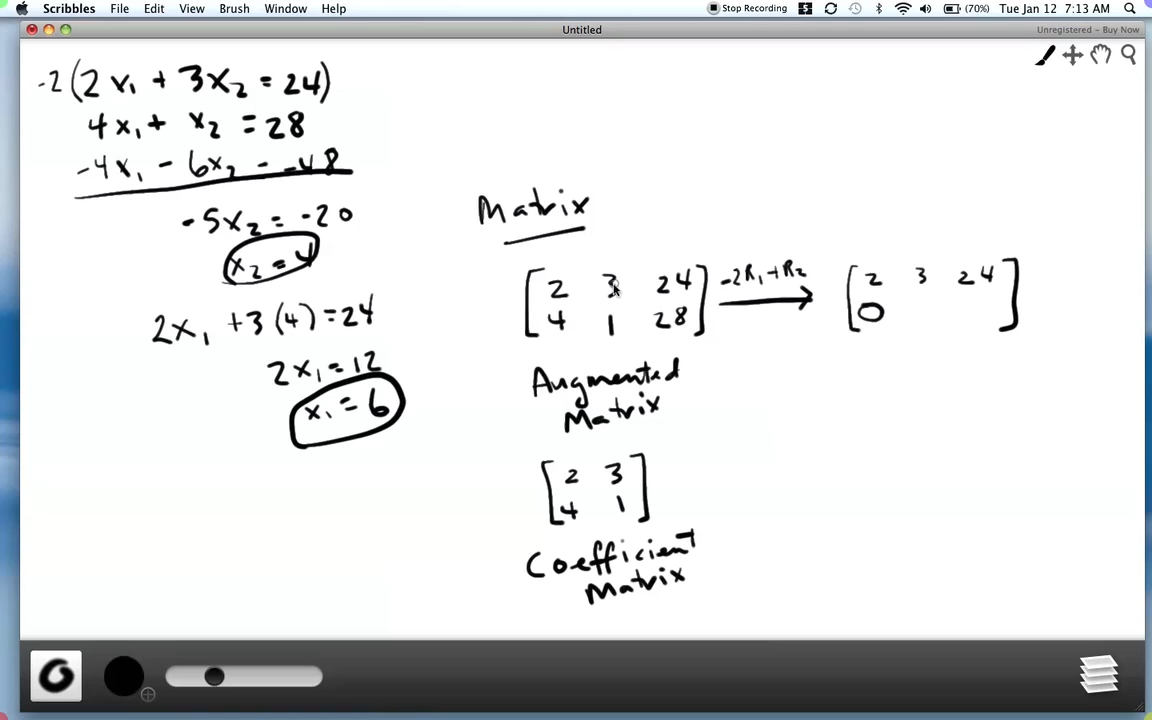 Scribbles File Edit View Brush Window Help Stop Recording (70%) Tue Jan 12 7:13 AM
Untitled
Unregistered - Buy Now
-2(2x₁ + 3x₂ = 24)
4x₁ + x₂ = 28
-4x₁ - 6x₂ = -48
-5x₂ = -20
x₂ = 4
2x₁ + 3(4) = 24
2x₁ = 12
x₁ = 6
Matrix
2 3 24 -2R₁+R₂ 2 3 24
4 1 28 0
Augmented
Matrix
2 3
4 1
Coefficient
Matrix